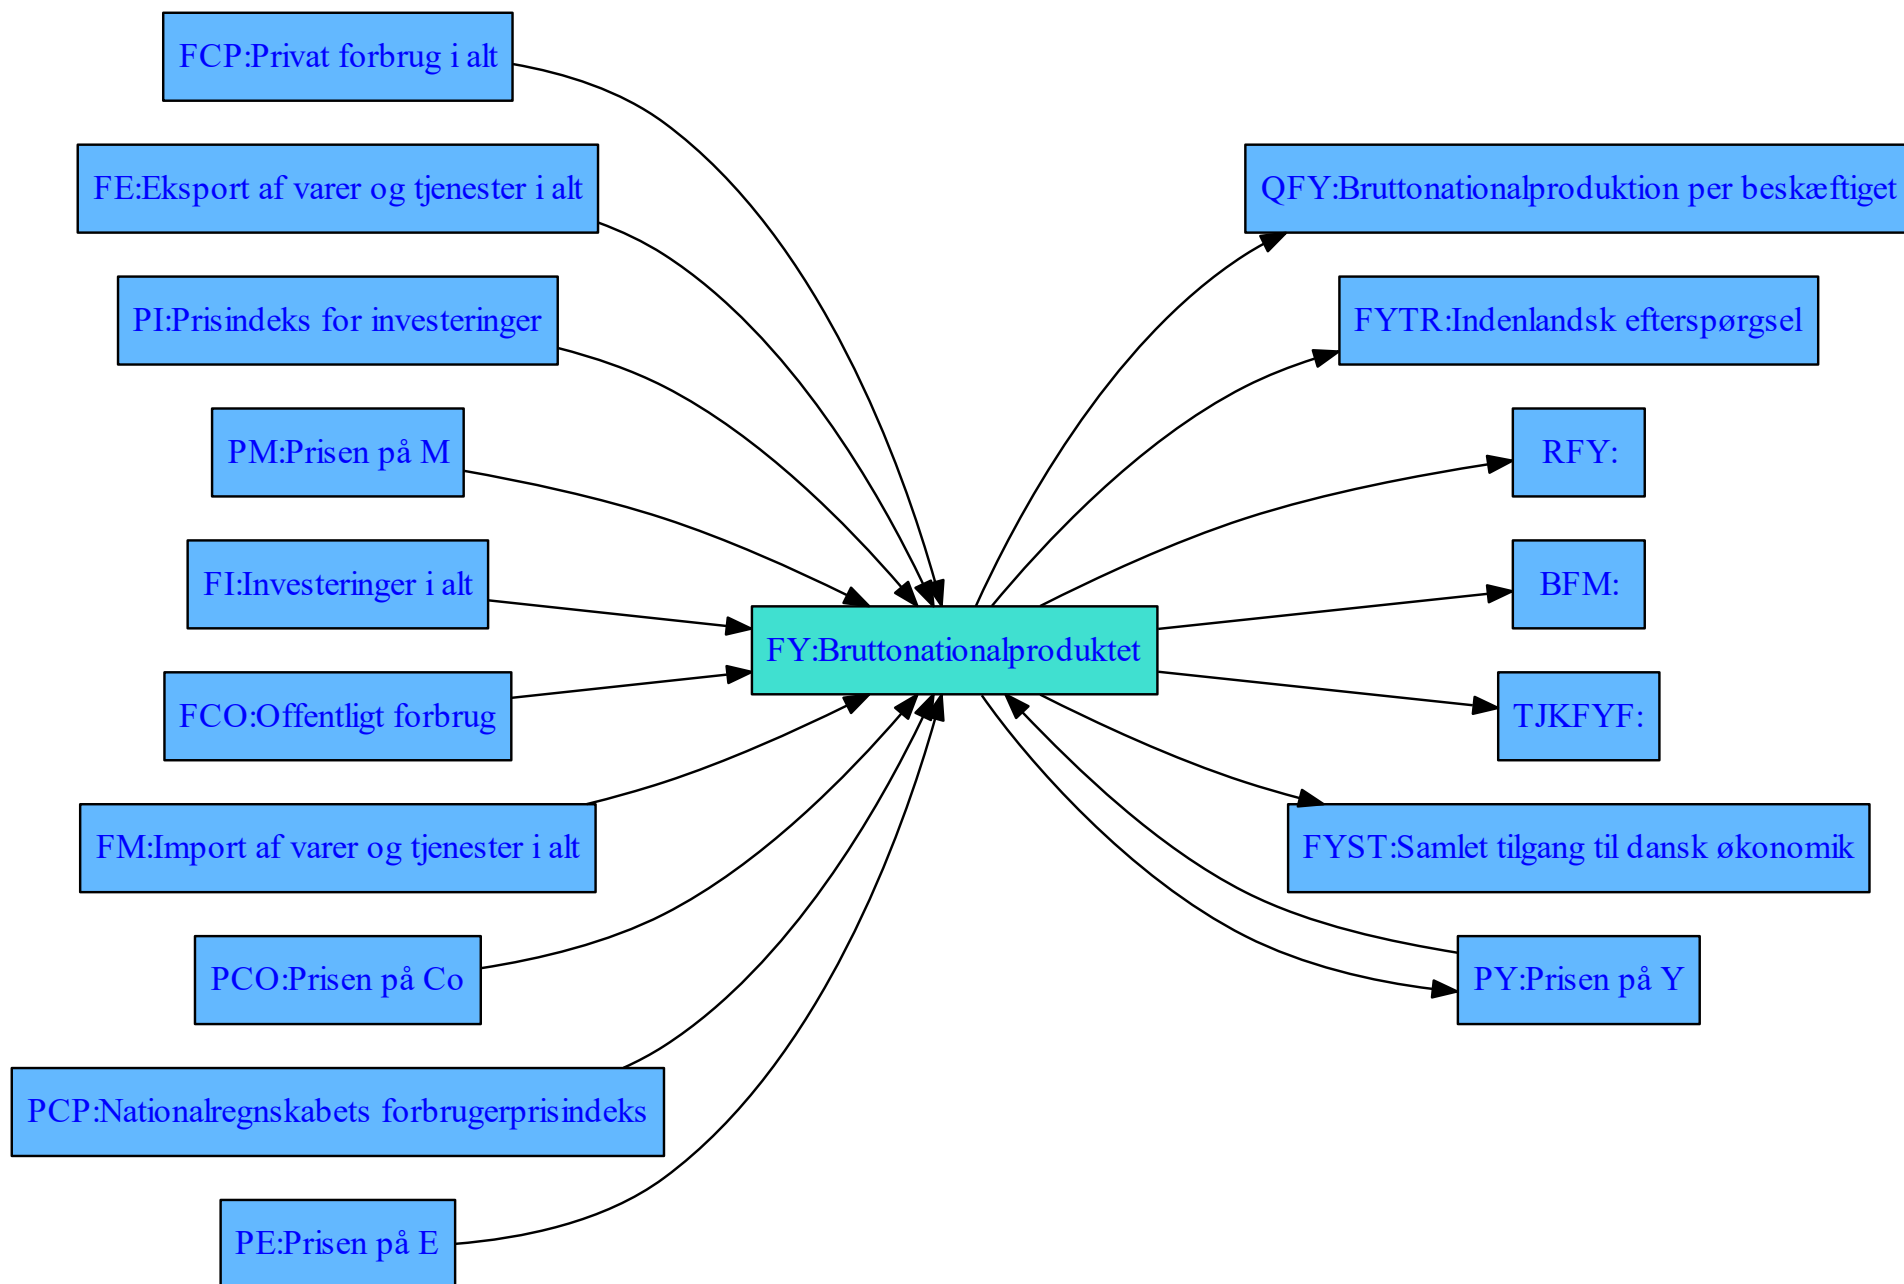 FCP:Privat forbrug i alt
FE:Eksport af varer og tjenester i alt
PI:Prisindeks for investeringer
PM:Prisen på M
FI:Investeringer i alt
FCO:Offentligt forbrug
FM:Import af varer og tjenester i alt
PCO:Prisen på Co
PCP:Nationalregnskabets forbrugerprisindeks
PE:Prisen på E
FY:Bruttonationalproduktet
QFY:Bruttonationalproduktion per beskæftiget
FYTR:Indenlandsk efterspørgsel
RFY:
BFM:
TJKFYF:
FYST:Samlet tilgang til dansk økonomik
PY:Prisen på Y